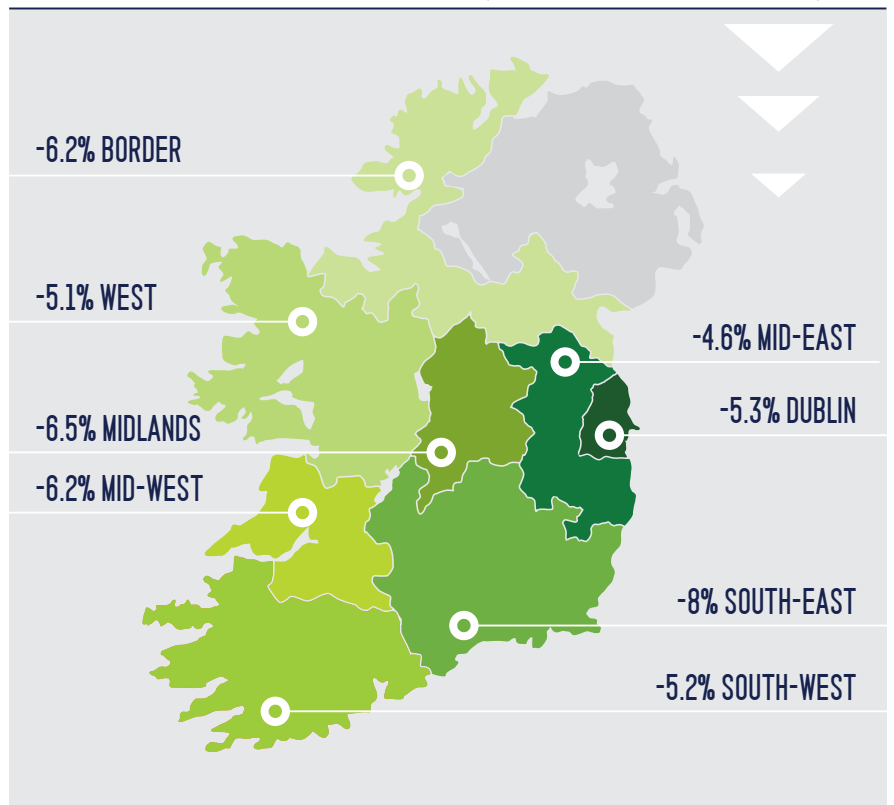 -6.2% BORDER
-5.1% WEST
-4.6% MID-EAST
-5.3% DUBLIN
-6.5% MIDLANDS
-6.2% MID-WEST
-8% SOUTH-EAST
-5.2% SOUTH-WEST